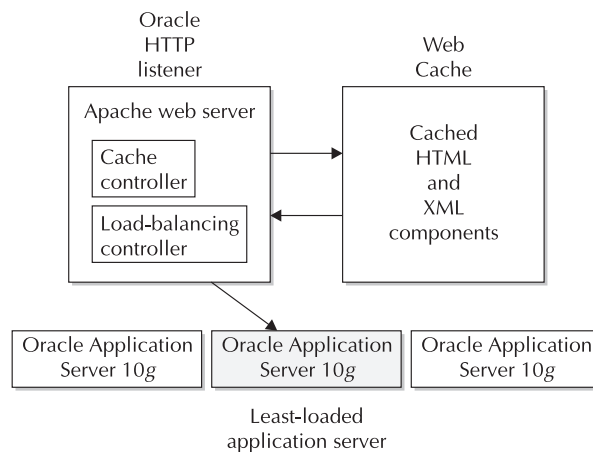 Oracle
HTTP
listener
Web
Cache
Apache web server
Cache
controller
Load-balancing
controller
Cached
HTML
and
XML
components
Oracle Application
Server 10g
Oracle Application
Server 10g
Oracle Application
Server 10g
Least-loaded
application server